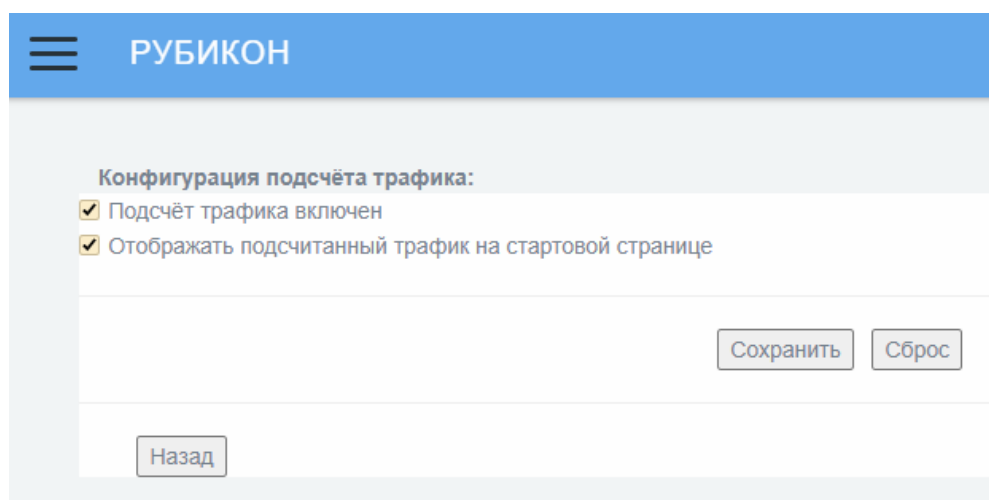 РУБИКОН
Конфигурация подсчёта трафика:
Подсчёт трафика включен
Отображать подсчитанный трафик на стартовой странице
Сохранить Сброс
Назад